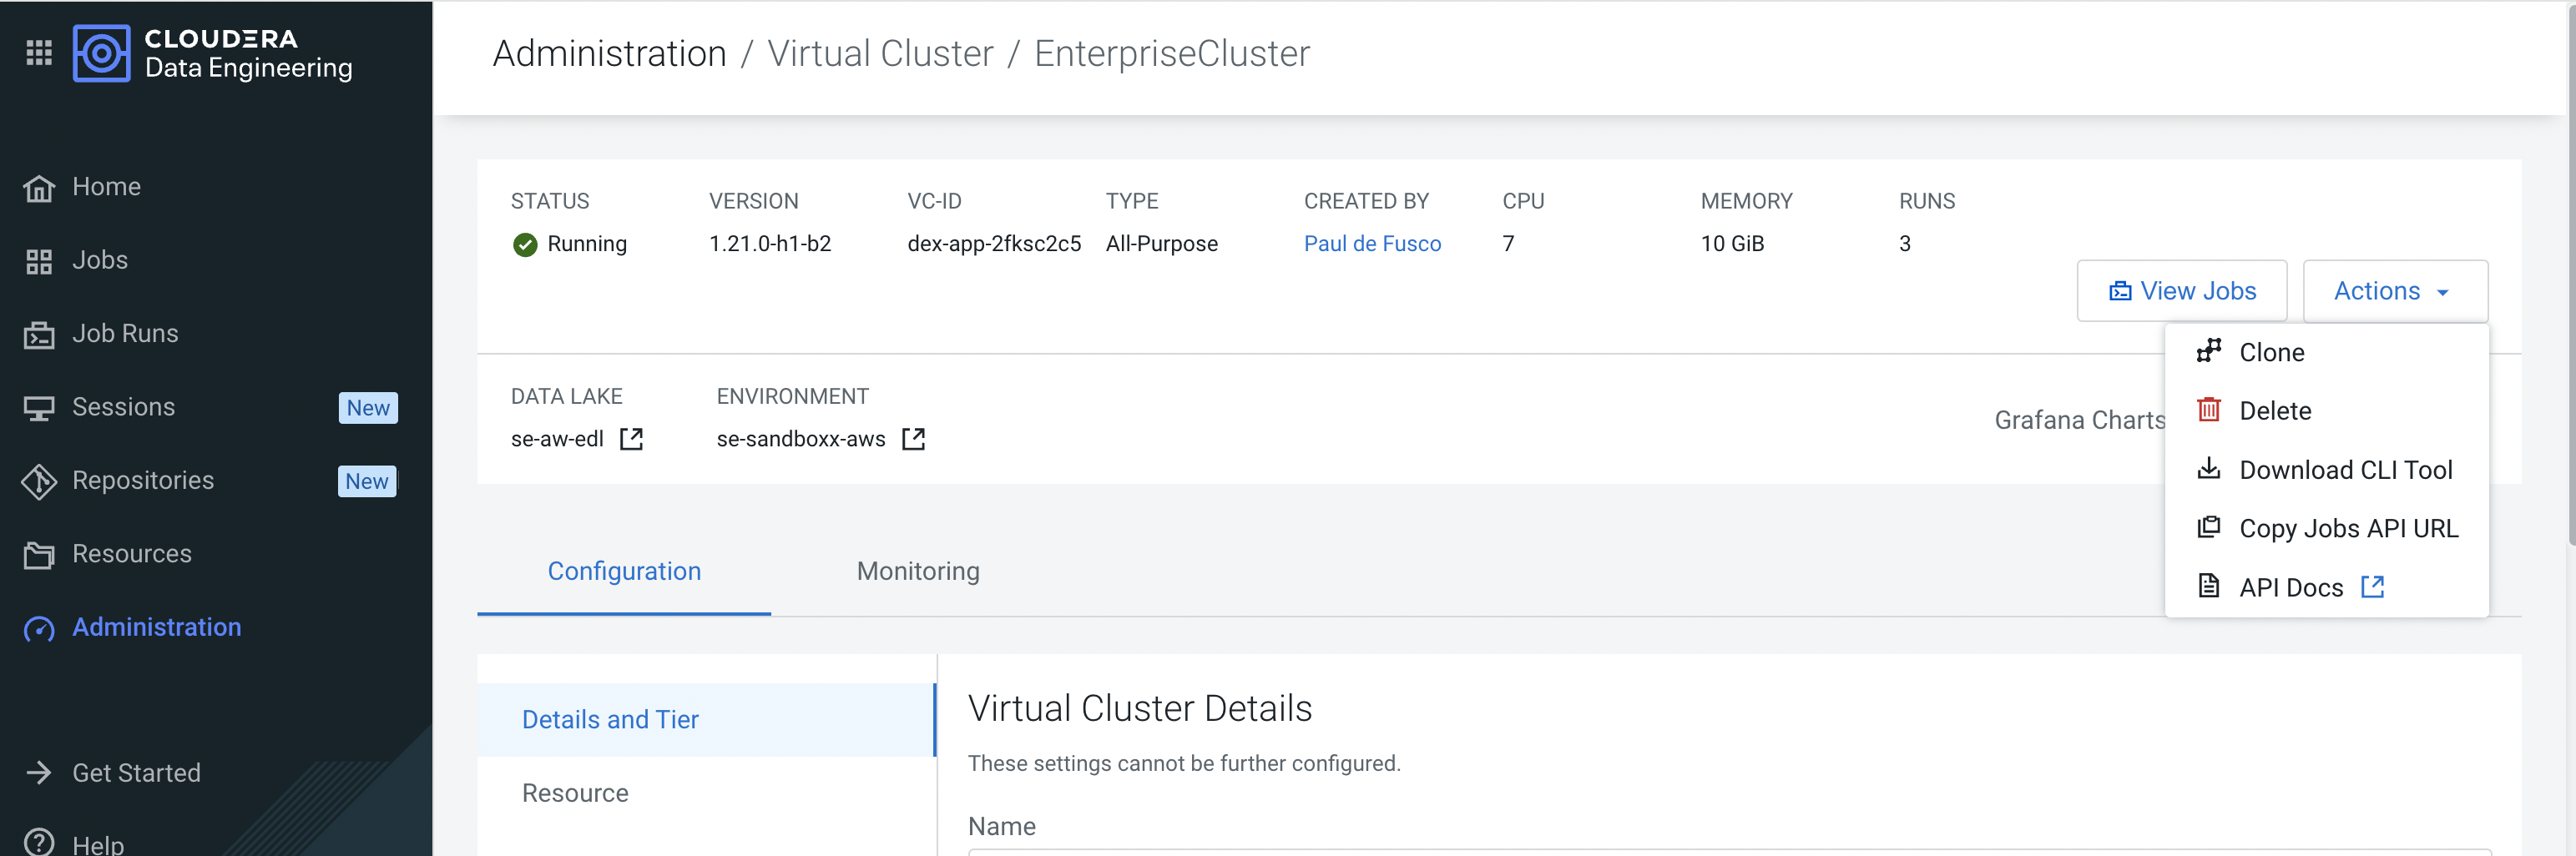 CLOUDERA
Data Engineering
Home
Jobs
Job Runs
Sessions New
Repositories New
Resources
Administration
Get Started
Help
Administration / Virtual Cluster / EnterpriseCluster
STATUS VERSION VC-ID TYPE CREATED BY CPU MEMORY RUNS
Running 1.21.0-h1-b2 dex-app-2fksc2c5 All-Purpose Paul de Fusco 7 10 GiB 3
View Jobs Actions
Clone
Delete
Download CLI Tool
Copy Jobs API URL
API Docs
DATA LAKE ENVIRONMENT
se-aw-edl se-sandboxx-aws
Grafana Charts
Configuration Monitoring
Details and Tier
Resource
Virtual Cluster Details
These settings cannot be further configured.
Name